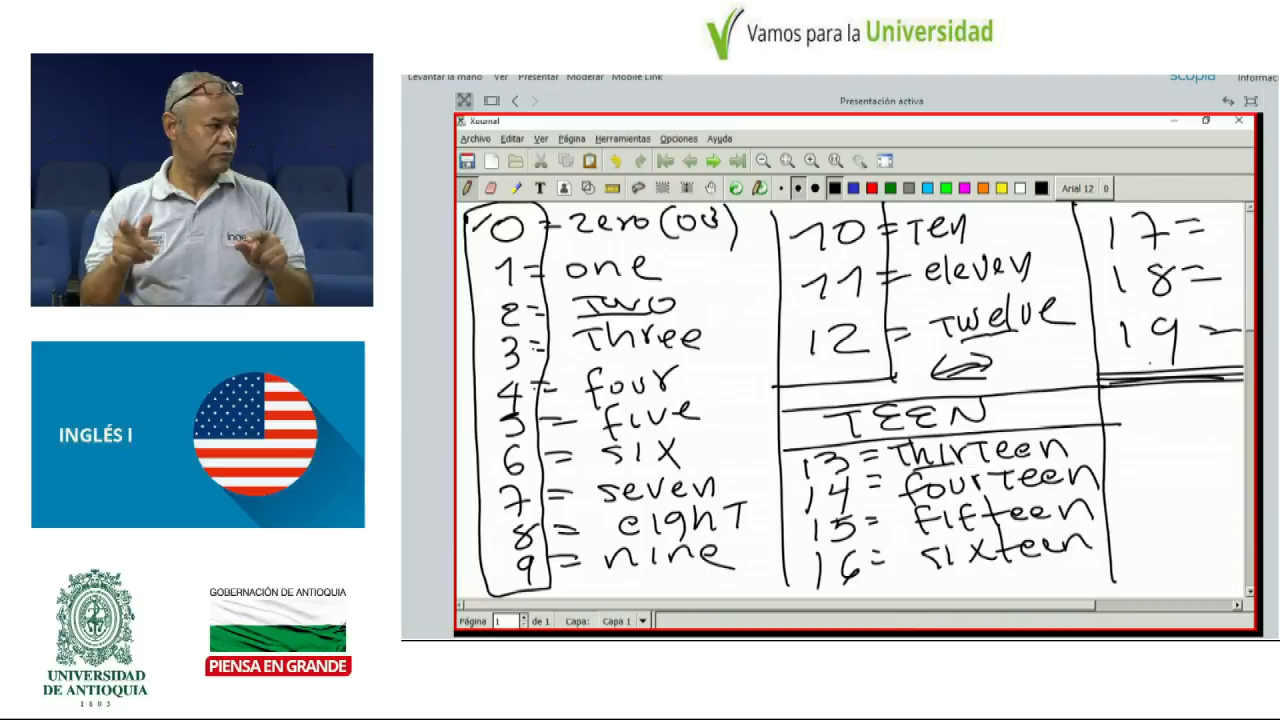 Vamos para la Universidad
Levantar la mano Ver Presentar Moderar Mobile Link
scopia Informac
Presentación activa
Xournal
Archivo Editar Ver Página Herramientas Opciones Ayuda
Arial 12 0
0 = zero (oo)
1 = one
2 = Two
3 = Three
4 = four
5 = five
6 = six
7 = seven
8 = eighT
9 = nine
10 = Ten
11 = eleven
12 = Twelve
TEEN
13 = ThirTeen
14 = fourTeen
15 = fifteen
16 = sixteen
17 =
18 =
19 =
Página 1 de 1 Capa: Capa 1
INGLÉS I
UNIVERSIDAD
DE ANTIOQUIA
1803
GOBERNACIÓN DE ANTIOQUIA
PIENSA EN GRANDE